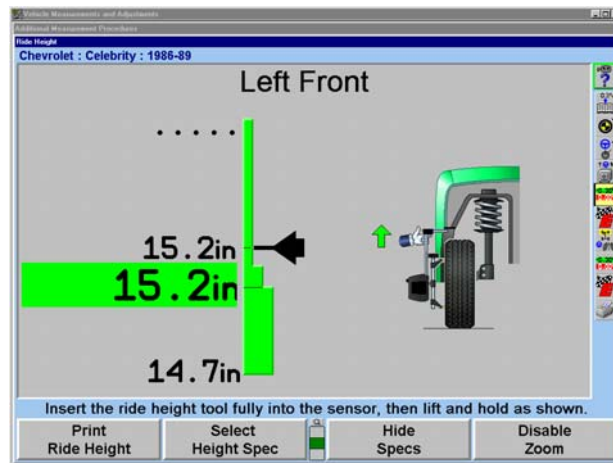 Vehicle Measurements and Adjustments
Additional Measurement Procedures
Ride Height
Chevrolet : Celebrity : 1986-89
Left Front
.....
15.2in
15.2in
14.7in
Insert the ride height tool fully into the sensor, then lift and hold as shown.
Print
Ride Height
Select
Height Spec
Hide
Specs
Disable
Zoom